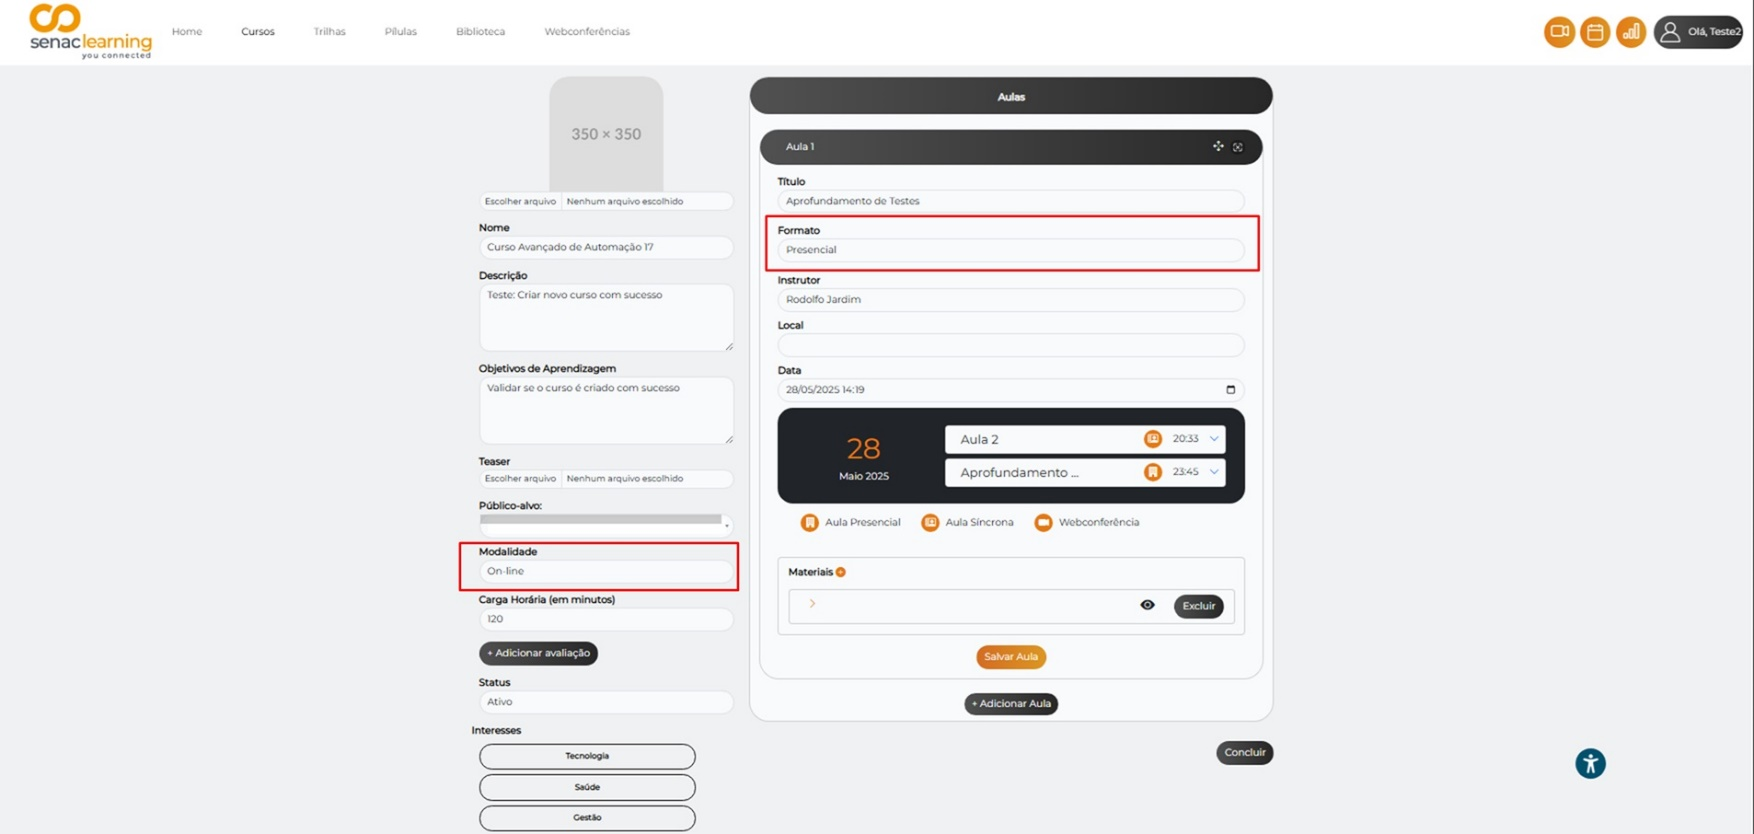 senaclearning
you connected
Home
Cursos
Trilhas
Pílulas
Biblioteca
Webconferências
Olá, Teste2
350 × 350
Escolher arquivo Nenhum arquivo escolhido
Nome
Curso Avançado de Automação 17
Descrição
Teste: Criar novo curso com sucesso
Objetivos de Aprendizagem
Validar se o curso é criado com sucesso
Teaser
Escolher arquivo Nenhum arquivo escolhido
Público-alvo:
Modalidade
On-line
Carga Horária (em minutos)
120
+ Adicionar avaliação
Status
Ativo
Interesses
Tecnologia
Saúde
Gestão
Aulas
Aula 1
Título
Aprofundamento de Testes
Formato
Presencial
Instrutor
Rodolfo Jardim
Local
Data
28/05/2025 14:19
28
Maio 2025
Aula 2 20:33
Aprofundamento ... 23:45
Aula Presencial Aula Síncrona Webconferência
Materiais
Excluir
Salvar Aula
+ Adicionar Aula
Concluir